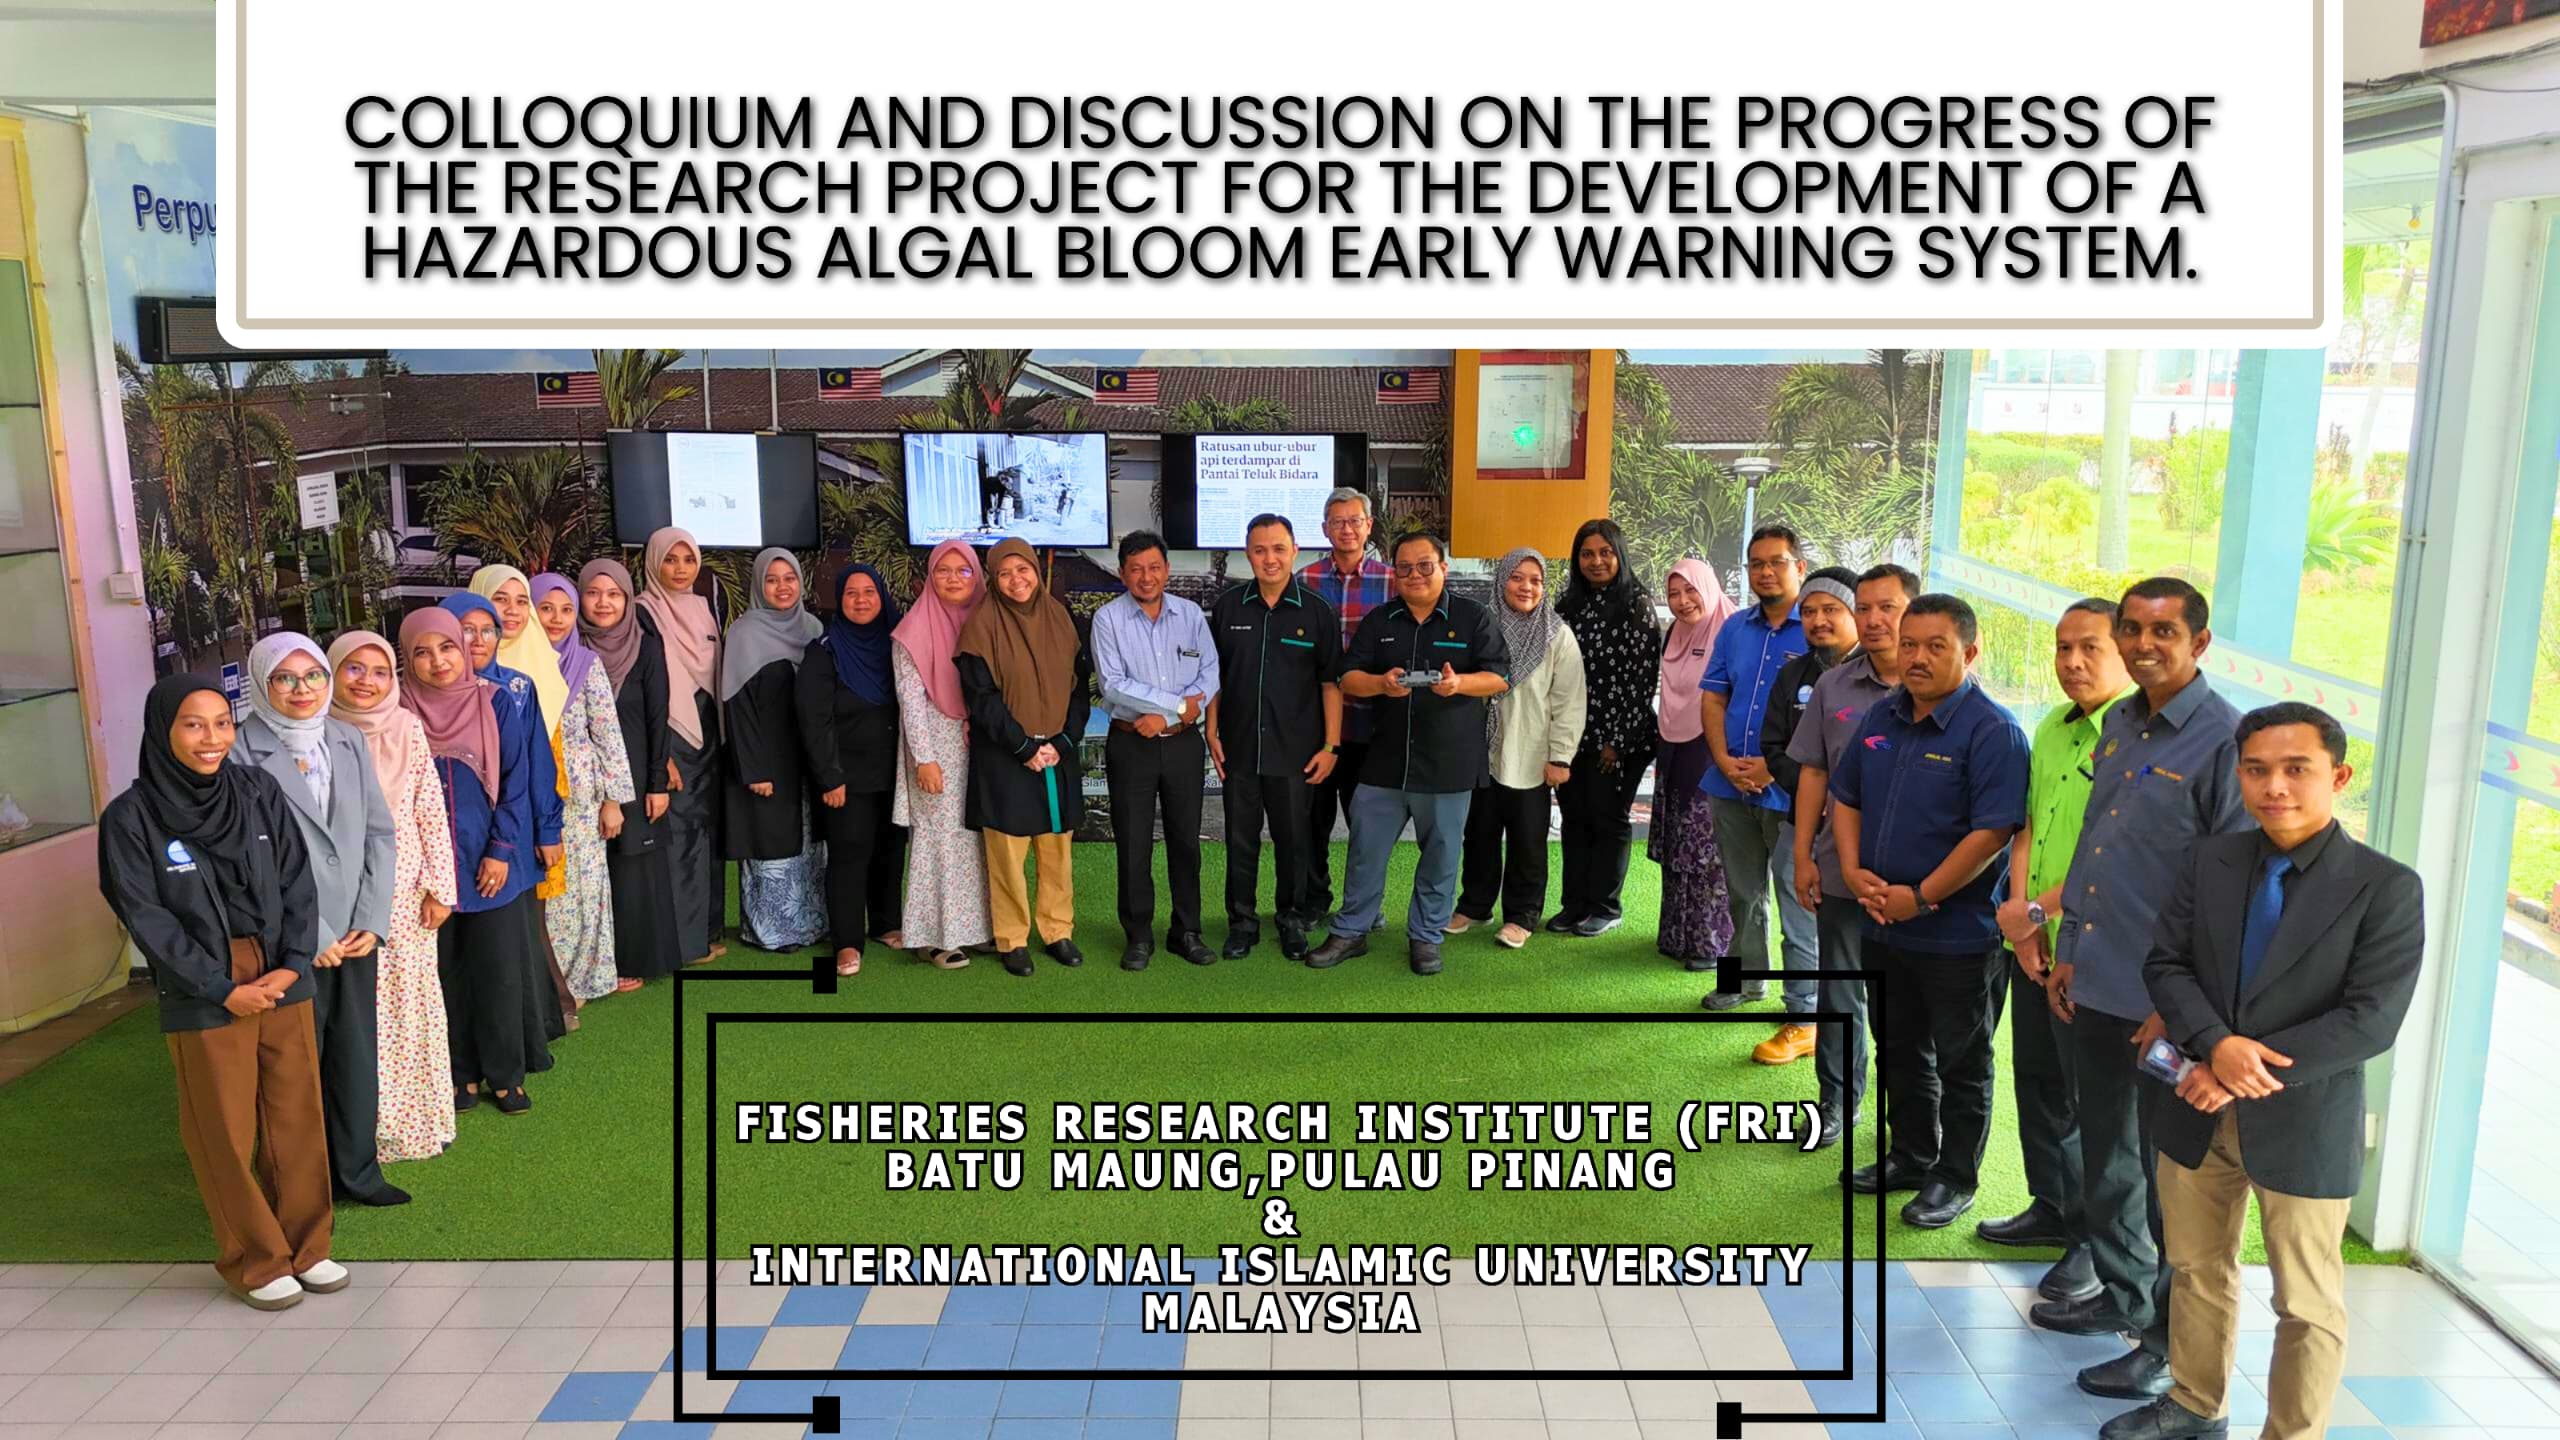 COLLOQUIUM AND DISCUSSION ON THE PROGRESS OF
THE RESEARCH PROJECT FOR THE DEVELOPMENT OF A
HAZARDOUS ALGAL BLOOM EARLY WARNING SYSTEM.
Perpu
Ratusan ubur-ubur
api terdampar di
Pantai Teluk Bidara
FISHERIES RESEARCH INSTITUTE (FRI)
BATU MAUNG,PULAU PINANG
&
INTERNATIONAL ISLAMIC UNIVERSITY
MALAYSIA